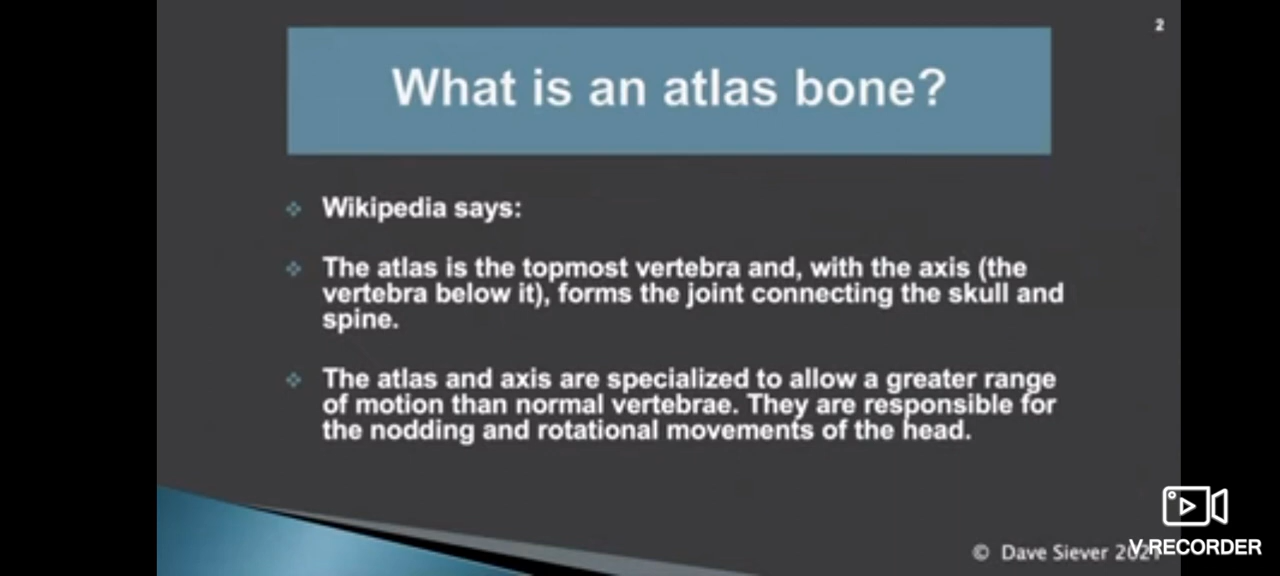 2
What is an atlas bone?
Wikipedia says:
The atlas is the topmost vertebra and, with the axis (the
vertebra below it), forms the joint connecting the skull and
spine.
The atlas and axis are specialized to allow a greater range
of motion than normal vertebrae. They are responsible for
the nodding and rotational movements of the head.
© Dave Siever
V RECORDER